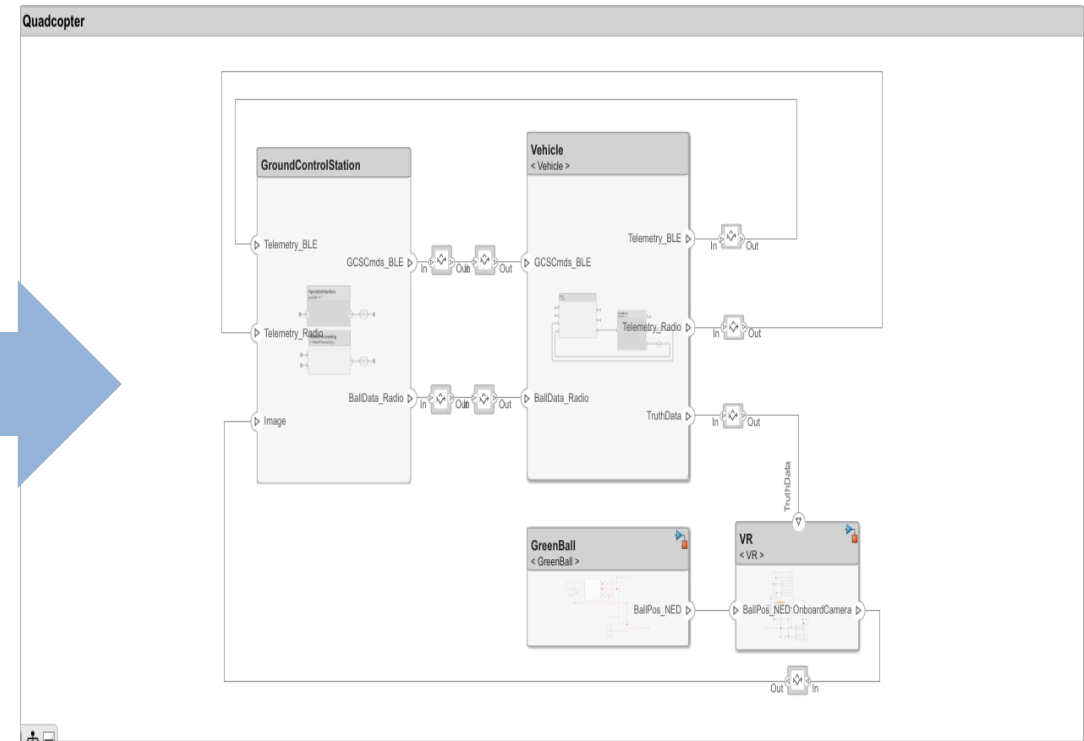 Quadcopter
GroundControlStation
Telemetry_BLE
GCSCmds_BLE
Telemetry_Radio
BallData_Radio
Image
In Out
In Out
In Out
In Out
Vehicle
< Vehicle >
Telemetry_BLE
GCSCmds_BLE
Telemetry_Radio
BallData_Radio
TruthData
In Out
In Out
In Out
TruthData
GreenBall
< GreenBall >
BallPos_NED
VR
< VR >
BallPos_NED OnboardCamera
Out In